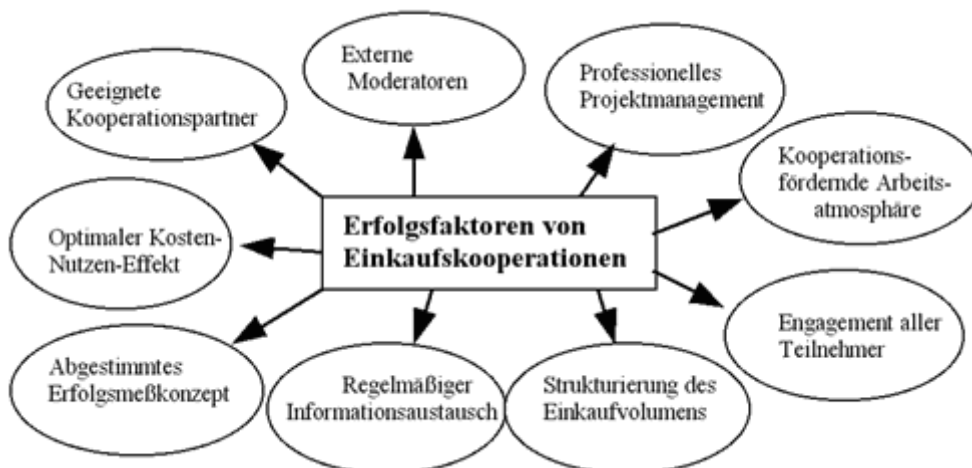 Externe
Moderatoren
Professionelles
Projektmanagement
Geeignete
Kooperationspartner
Kooperations-
fördernde Arbeits-
atmosphäre
Erfolgsfaktoren von
Einkaufskooperationen
Optimaler Kosten-
Nutzen-Effekt
Engagement aller
Teilnehmer
Abgestimmtes
Erfolgsmeßkonzept
Regelmäßiger
Informationsaustausch
Strukturierung des
Einkaufvolumens